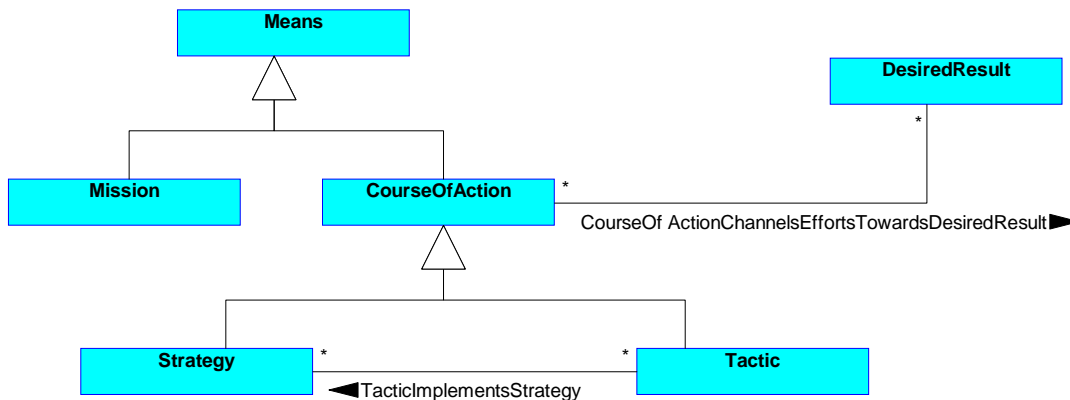 Means
DesiredResult
*
Mission
CourseOfAction
*
CourseOf ActionChannelsEffortsTowardsDesiredResult
Strategy
*
*
Tactic
TacticImplementsStrategy